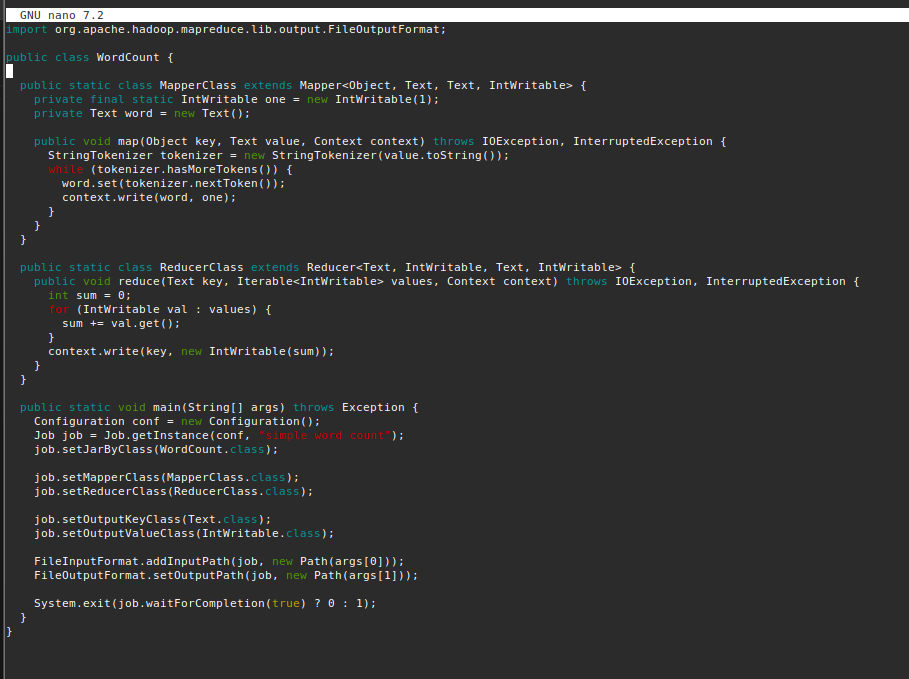 GNU nano 7.2
import org.apache.hadoop.mapreduce.lib.output.FileOutputFormat;
public class WordCount {
public static class MapperClass extends Mapper<Object, Text, Text, IntWritable> {
private final static IntWritable one = new IntWritable(1);
private Text word = new Text();
public void map(Object key, Text value, Context context) throws IOException, InterruptedException {
StringTokenizer tokenizer = new StringTokenizer(value.toString());
while (tokenizer.hasMoreTokens()) {
word.set(tokenizer.nextToken());
context.write(word, one);
}
}
}
public static class ReducerClass extends Reducer<Text, IntWritable, Text, IntWritable> {
public void reduce(Text key, Iterable<IntWritable> values, Context context) throws IOException, InterruptedException {
int sum = 0;
for (IntWritable val : values) {
sum += val.get();
}
context.write(key, new IntWritable(sum));
}
}
public static void main(String[] args) throws Exception {
Configuration conf = new Configuration();
Job job = Job.getInstance(conf, "simple word count");
job.setJarByClass(WordCount.class);
job.setMapperClass(MapperClass.class);
job.setReducerClass(ReducerClass.class);
job.setOutputKeyClass(Text.class);
job.setOutputValueClass(IntWritable.class);
FileInputFormat.addInputPath(job, new Path(args[0]));
FileOutputFormat.setOutputPath(job, new Path(args[1]));
System.exit(job.waitForCompletion(true) ? 0 : 1);
}
}